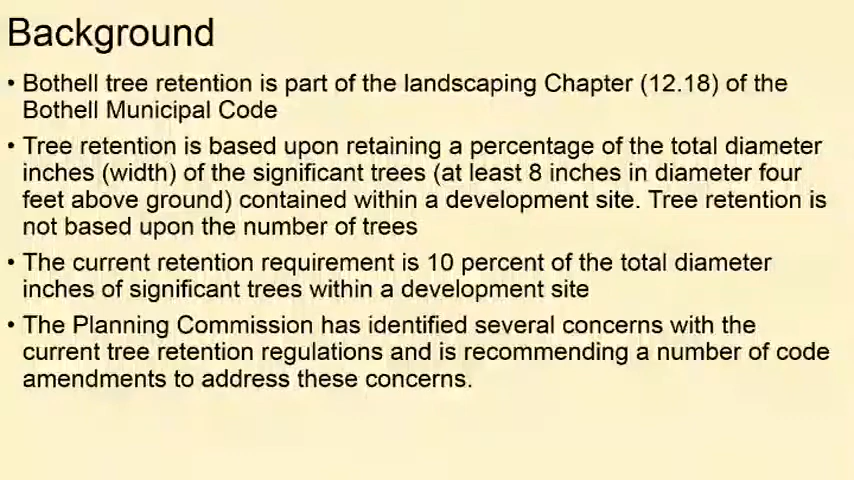 Background
• Bothell tree retention is part of the landscaping Chapter (12.18) of the
Bothell Municipal Code
• Tree retention is based upon retaining a percentage of the total diameter
inches (width) of the significant trees (at least 8 inches in diameter four
feet above ground) contained within a development site. Tree retention is
not based upon the number of trees
• The current retention requirement is 10 percent of the total diameter
inches of significant trees within a development site
• The Planning Commission has identified several concerns with the
current tree retention regulations and is recommending a number of code
amendments to address these concerns.